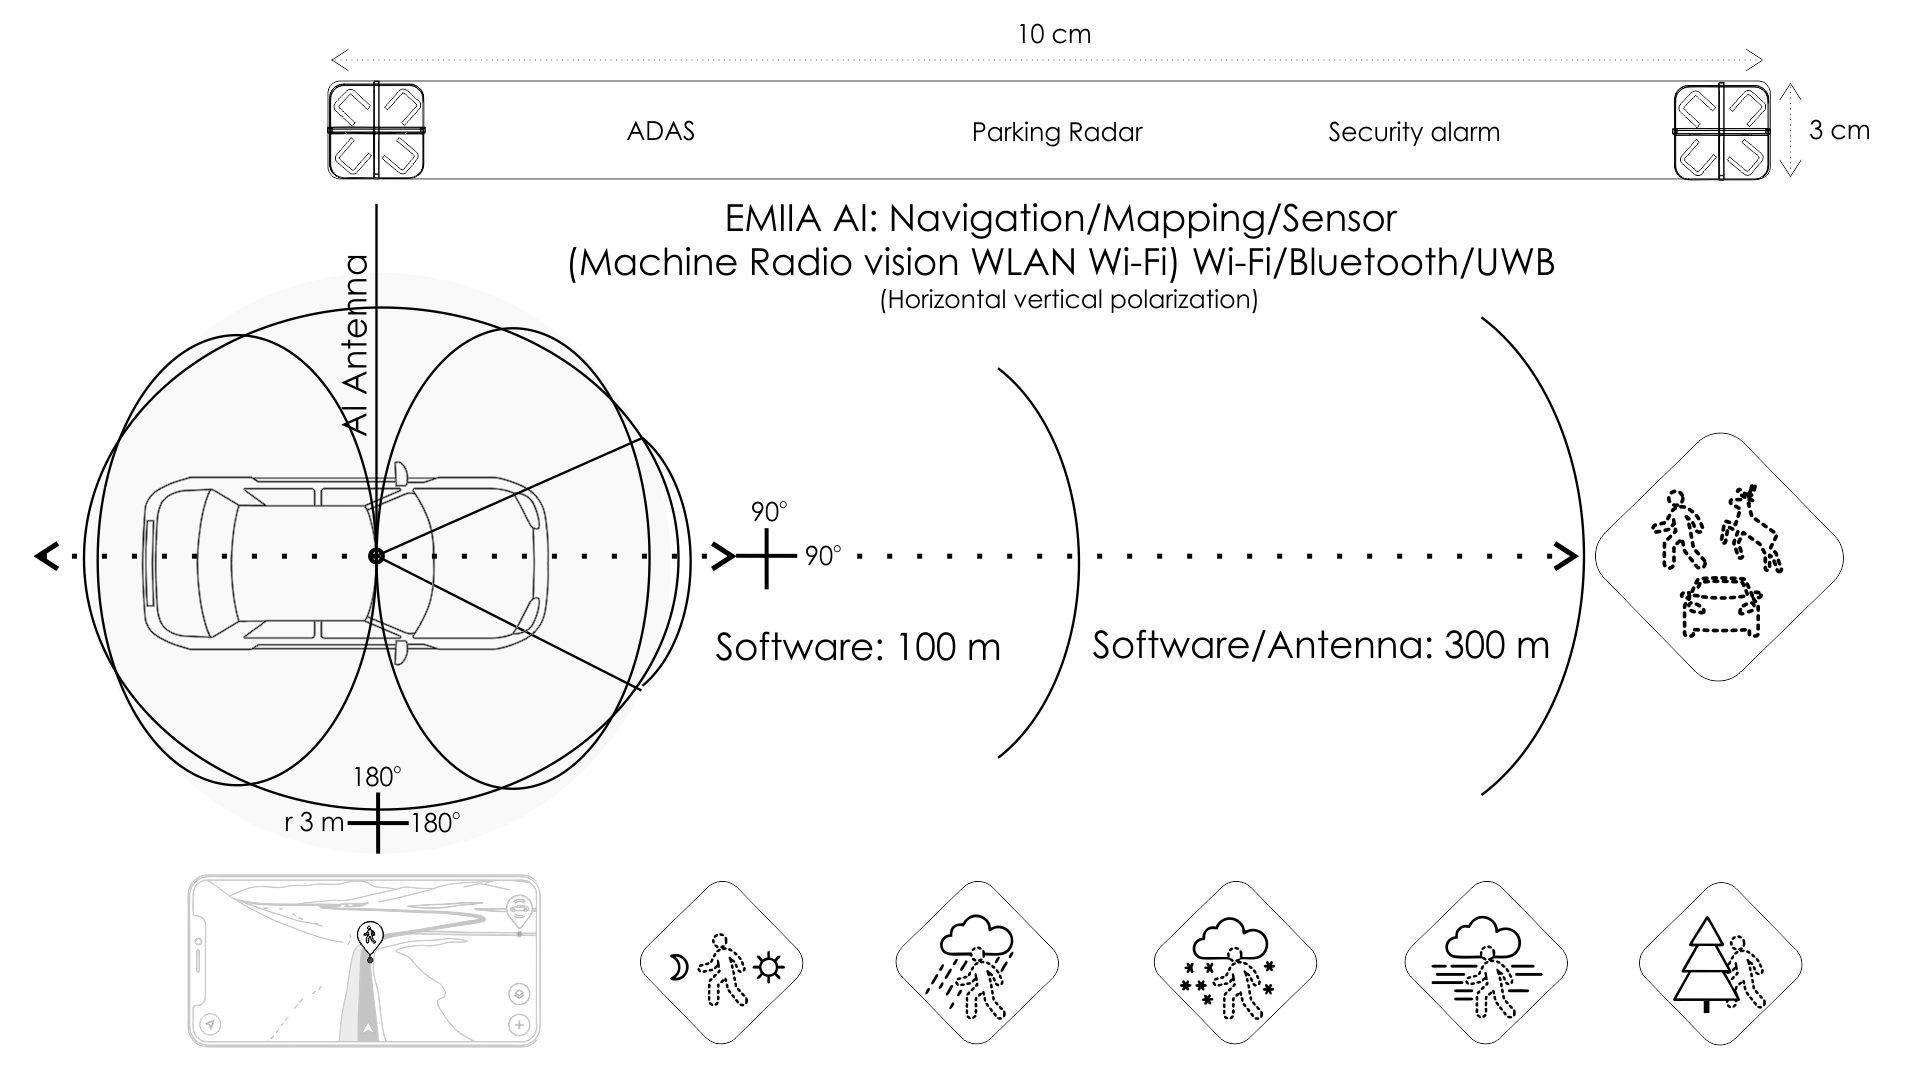 10 cm
ADAS
Parking Radar
Security alarm
3 cm
EMIIA AI: Navigation/Mapping/Sensor
(Machine Radio vision WLAN Wi-Fi) Wi-Fi/Bluetooth/UWB
(Horizontal vertical polarization)
AI Antenna
90°
90°
Software: 100 m
Software/Antenna: 300 m
180°
r 3 m
180°